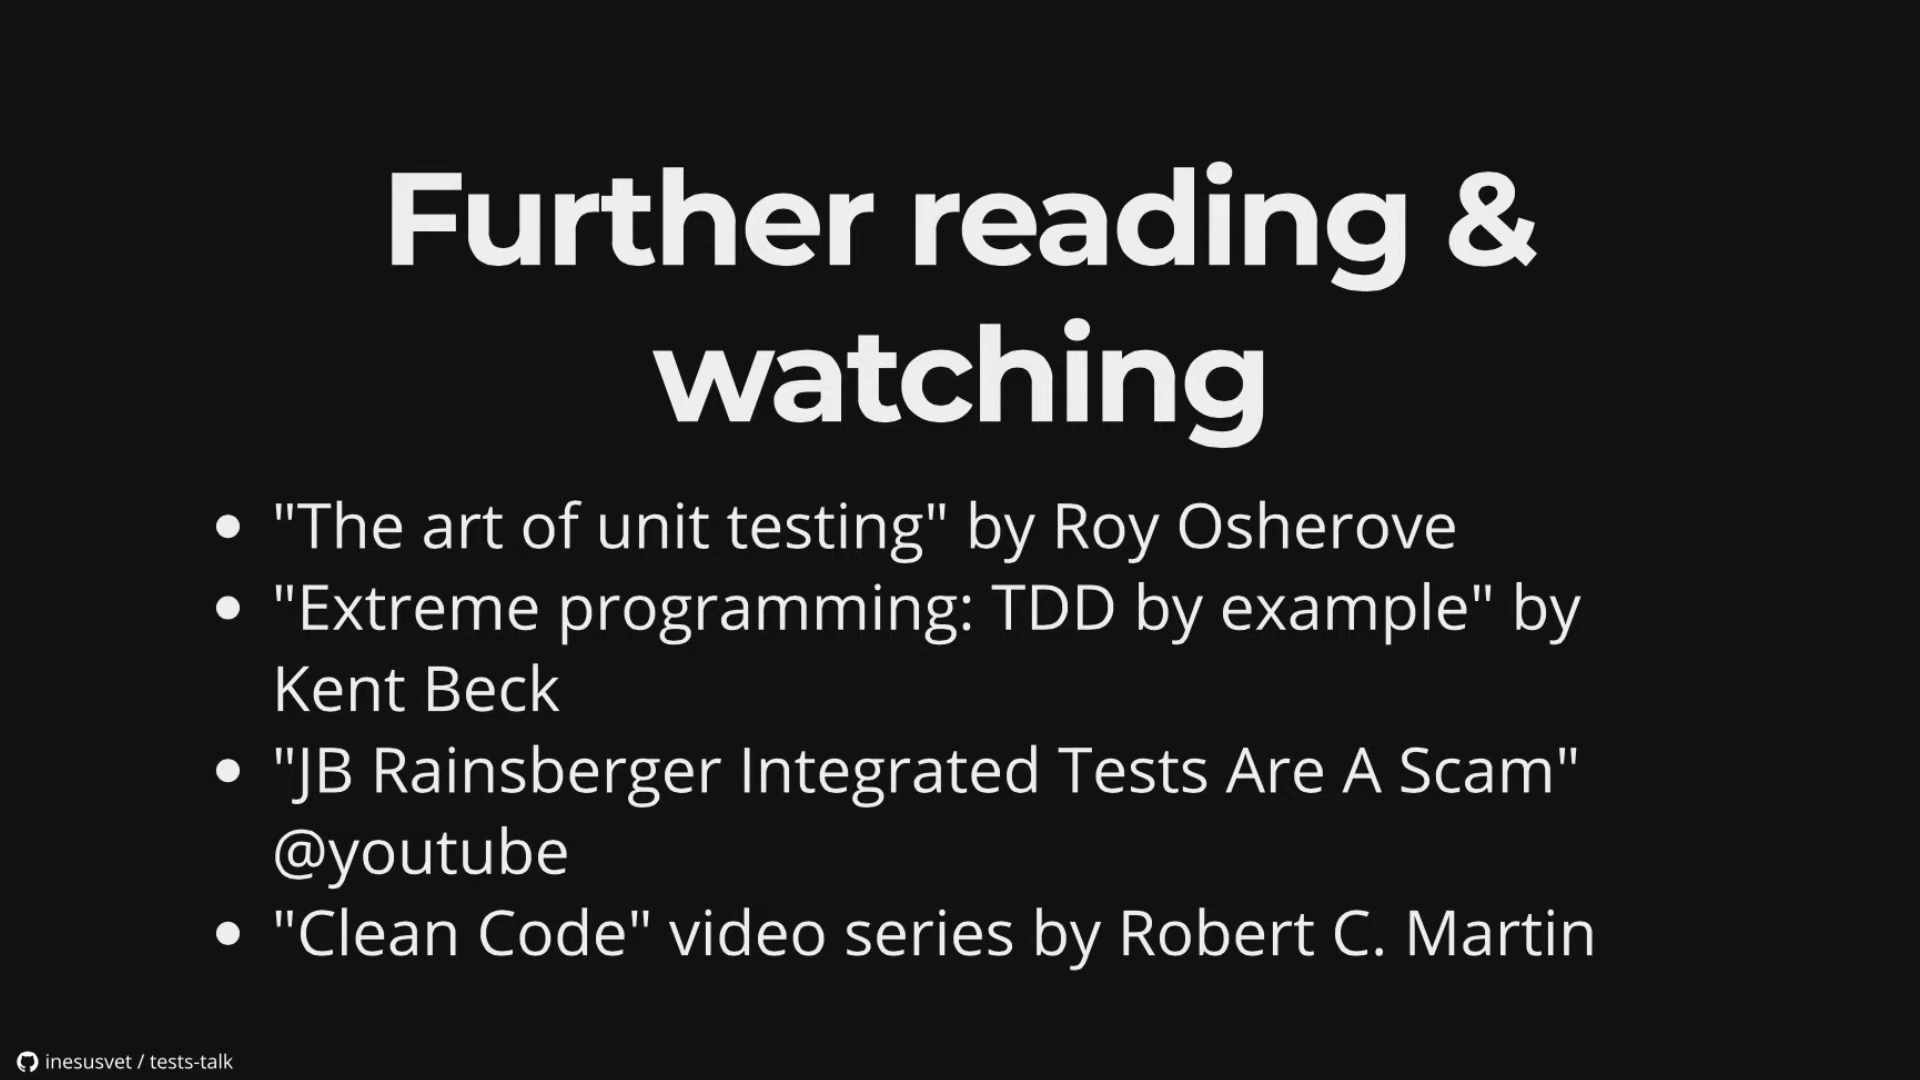 Further reading &
watching
"The art of unit testing" by Roy Osherove
"Extreme programming: TDD by example" by
Kent Beck
"JB Rainsberger Integrated Tests Are A Scam"
@youtube
"Clean Code" video series by Robert C. Martin
inesusvet / tests-talk